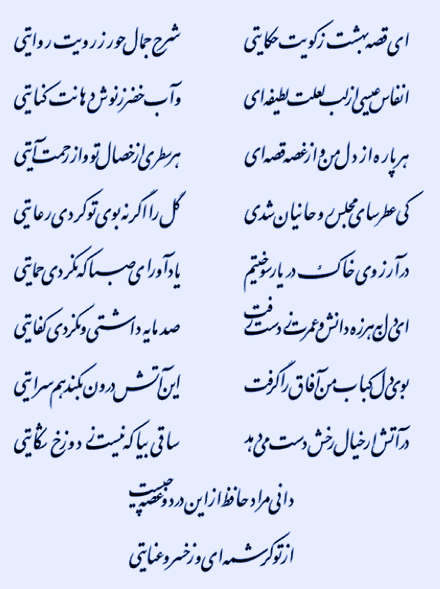 ای قصه بهشت ز کویت حکایتی شرح جمال حور ز رویت روایتی
انفاس عیسی از لب لعلت لطیفه‌ای وآب خضر ز نوش دهانت کنایتی
هر پاره از دل من و از غصه قصه‌ای هر سطری از خصال تو و از رحمت آیتی
کی عطرسای مجلس روحانیان شدی گل را اگر نه بوی تو کردی رعایتی
در آرزوی خاک در یار سوختیم یاد آور ای صبا که نکردی حمایتی
ای دل به هرزه دانش و عمرت ز دست رفت صد مایه داشتی و نکردی کفایتی
بوی دل کباب من آفاق را گرفت این آتش درون بکند هم سرایتی
در آتش ار خیال رخش دست می‌دهد ساقی بیا که نیست ز دوزخ شکایتی
دانی مراد حافظ از این درد و غصه چیست
از تو کرشمه‌ای و ز خسرو عنایتی